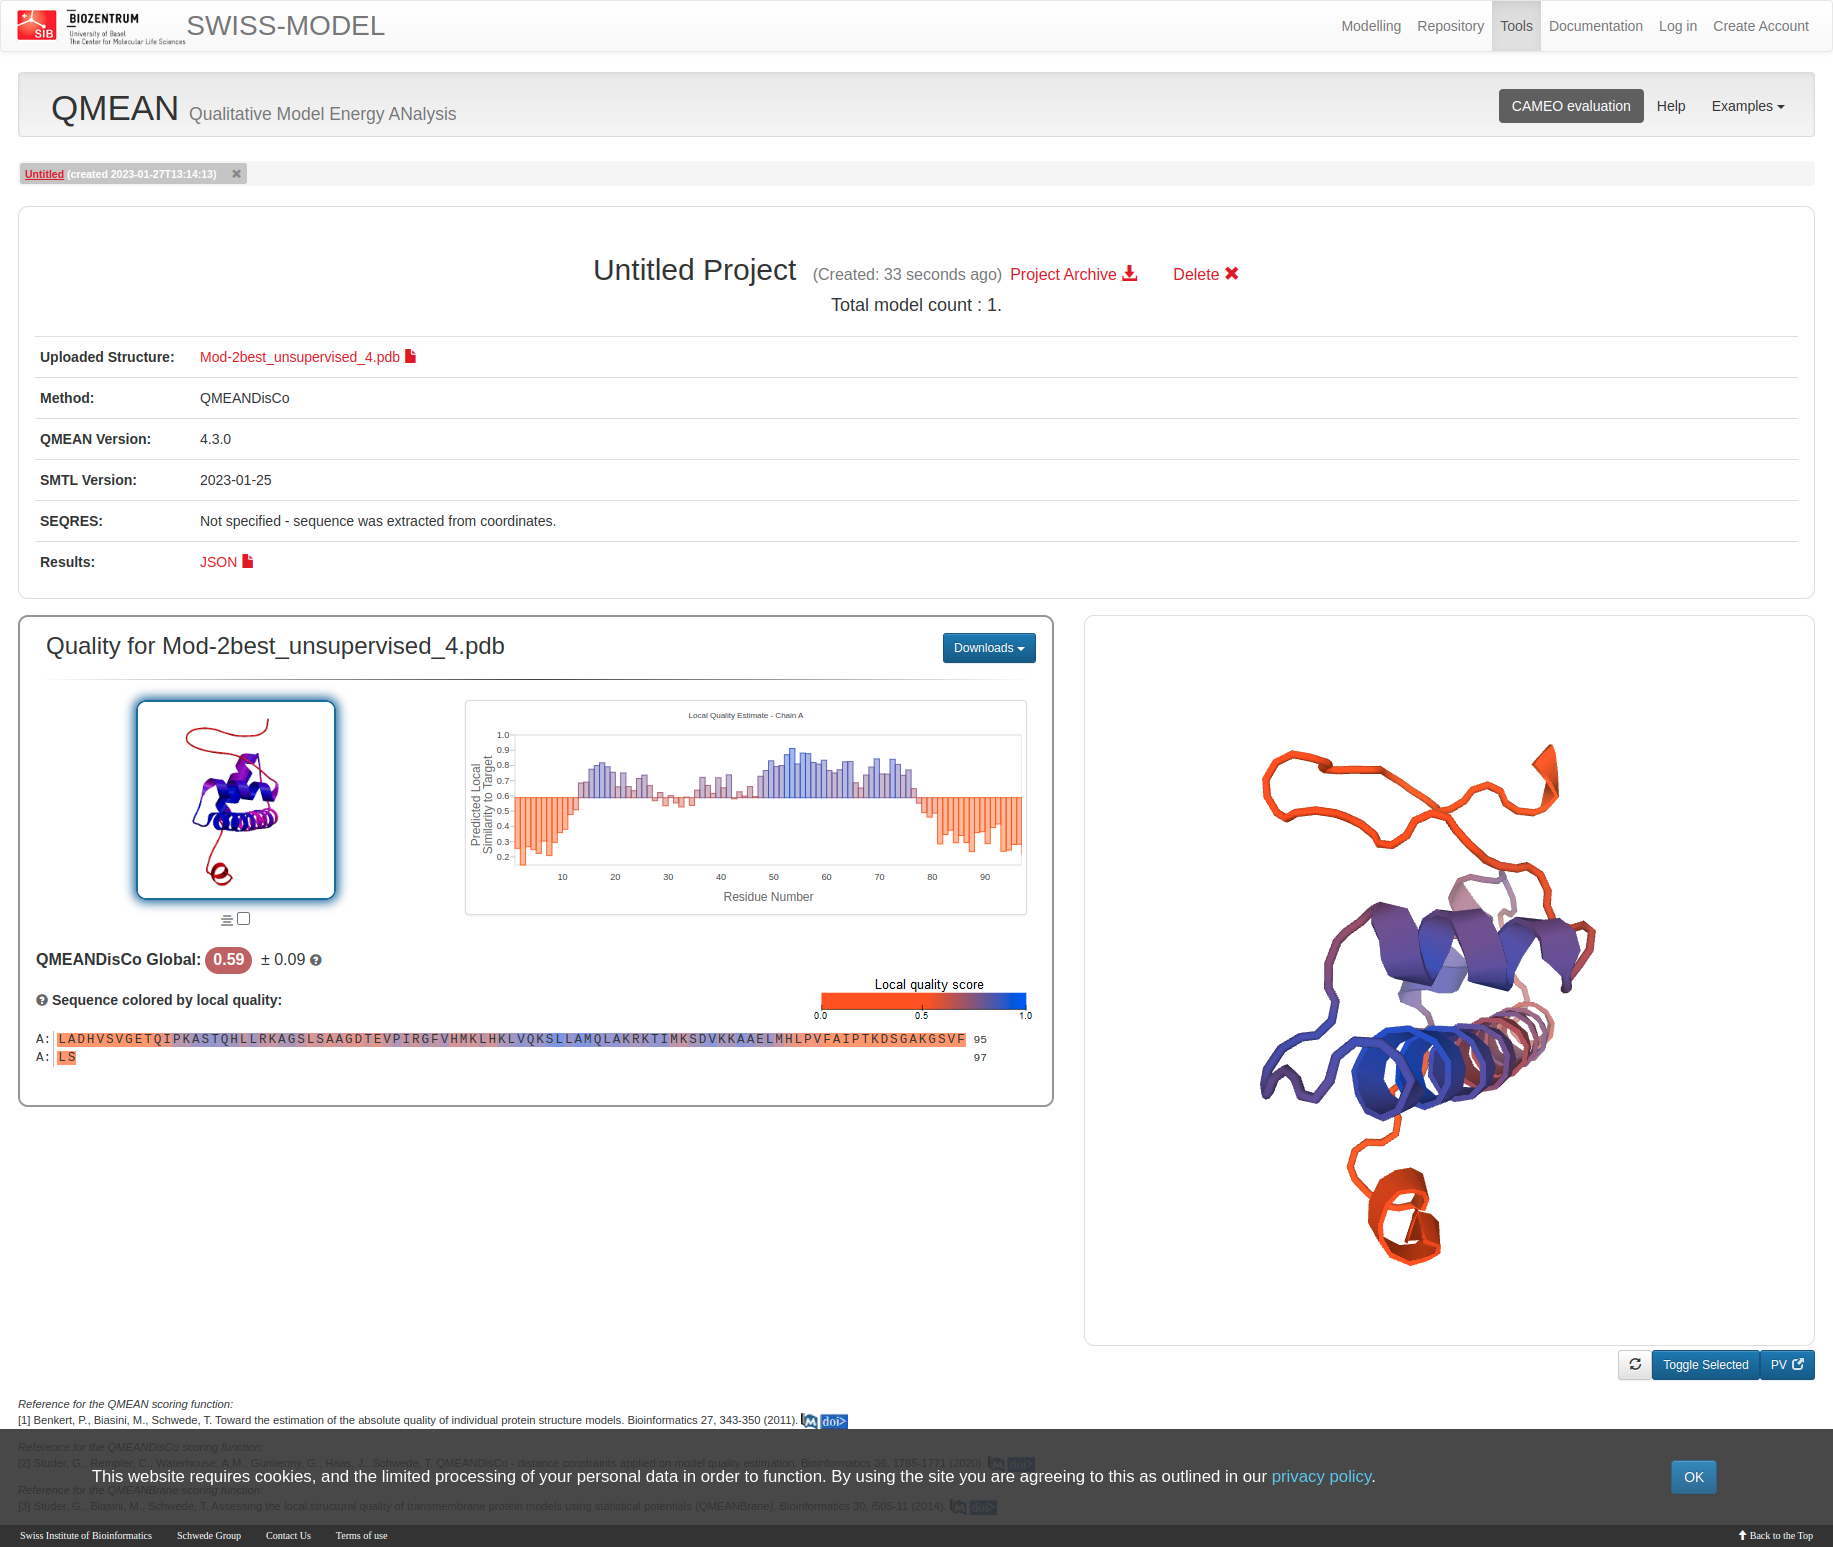 SIB
BIOZENTRUM
University of Basel
The Center for Molecular Life Sciences
SWISS-MODEL
Modelling Repository Tools Documentation Log in Create Account
QMEAN Qualitative Model Energy ANalysis
CAMEO evaluation Help Examples
Untitled (created 2023-01-27T13:14:13) ✖
Untitled Project (Created: 33 seconds ago) Project Archive Delete ✖
Total model count : 1.
Uploaded Structure: Mod-2best_unsupervised_4.pdb
Method: QMEANDisCo
QMEAN Version: 4.3.0
SMTL Version: 2023-01-25
SEQRES: Not specified - sequence was extracted from coordinates.
Results: JSON
Quality for Mod-2best_unsupervised_4.pdb
Downloads
Local Quality Estimate - Chain A
Predicted Local
Similarity to Target
1.0
0.9
0.8
0.7
0.6
0.5
0.4
0.3
0.2
10 20 30 40 50 60 70 80 90
Residue Number
QMEANDisCo Global: 0.59 ± 0.09
Sequence colored by local quality:
Local quality score
0.0 0.5 1.0
A: LADHVSVGETQIPKASTQHLLRKAGSLSAAGDTEVPIRGFVHMKLHKLVQKSLLAMQLAKRKTIMKSDVKKAAELMHLPVFAIPTKDSGAKGSVF 95
A: LS 97
Toggle Selected PV
Reference for the QMEAN scoring function:
[1] Benkert, P., Biasini, M., Schwede, T. Toward the estimation of the absolute quality of individual protein structure models. Bioinformatics 27, 343-350 (2011). M doi>
Reference for the QMEANDisCo scoring function:
[2] Studer, G., Rempfer, C., Waterhouse, A.M., Gumienny, G., Haas, J., Schwede, T. QMEANDisCo - distance constraints applied on model quality estimation. Bioinformatics 36, 1765-1771 (2020). M doi>
This website requires cookies, and the limited processing of your personal data in order to function. By using the site you are agreeing to this as outlined in our privacy policy.
OK
Reference for the QMEANBrane scoring function:
[3] Studer, G., Biasini, M., Schwede, T. Assessing the local structural quality of transmembrane protein models using statistical potentials (QMEANBrane). Bioinformatics 30, i505-11 (2014). M doi>
Swiss Institute of Bioinformatics Schwede Group Contact Us Terms of use Back to the Top